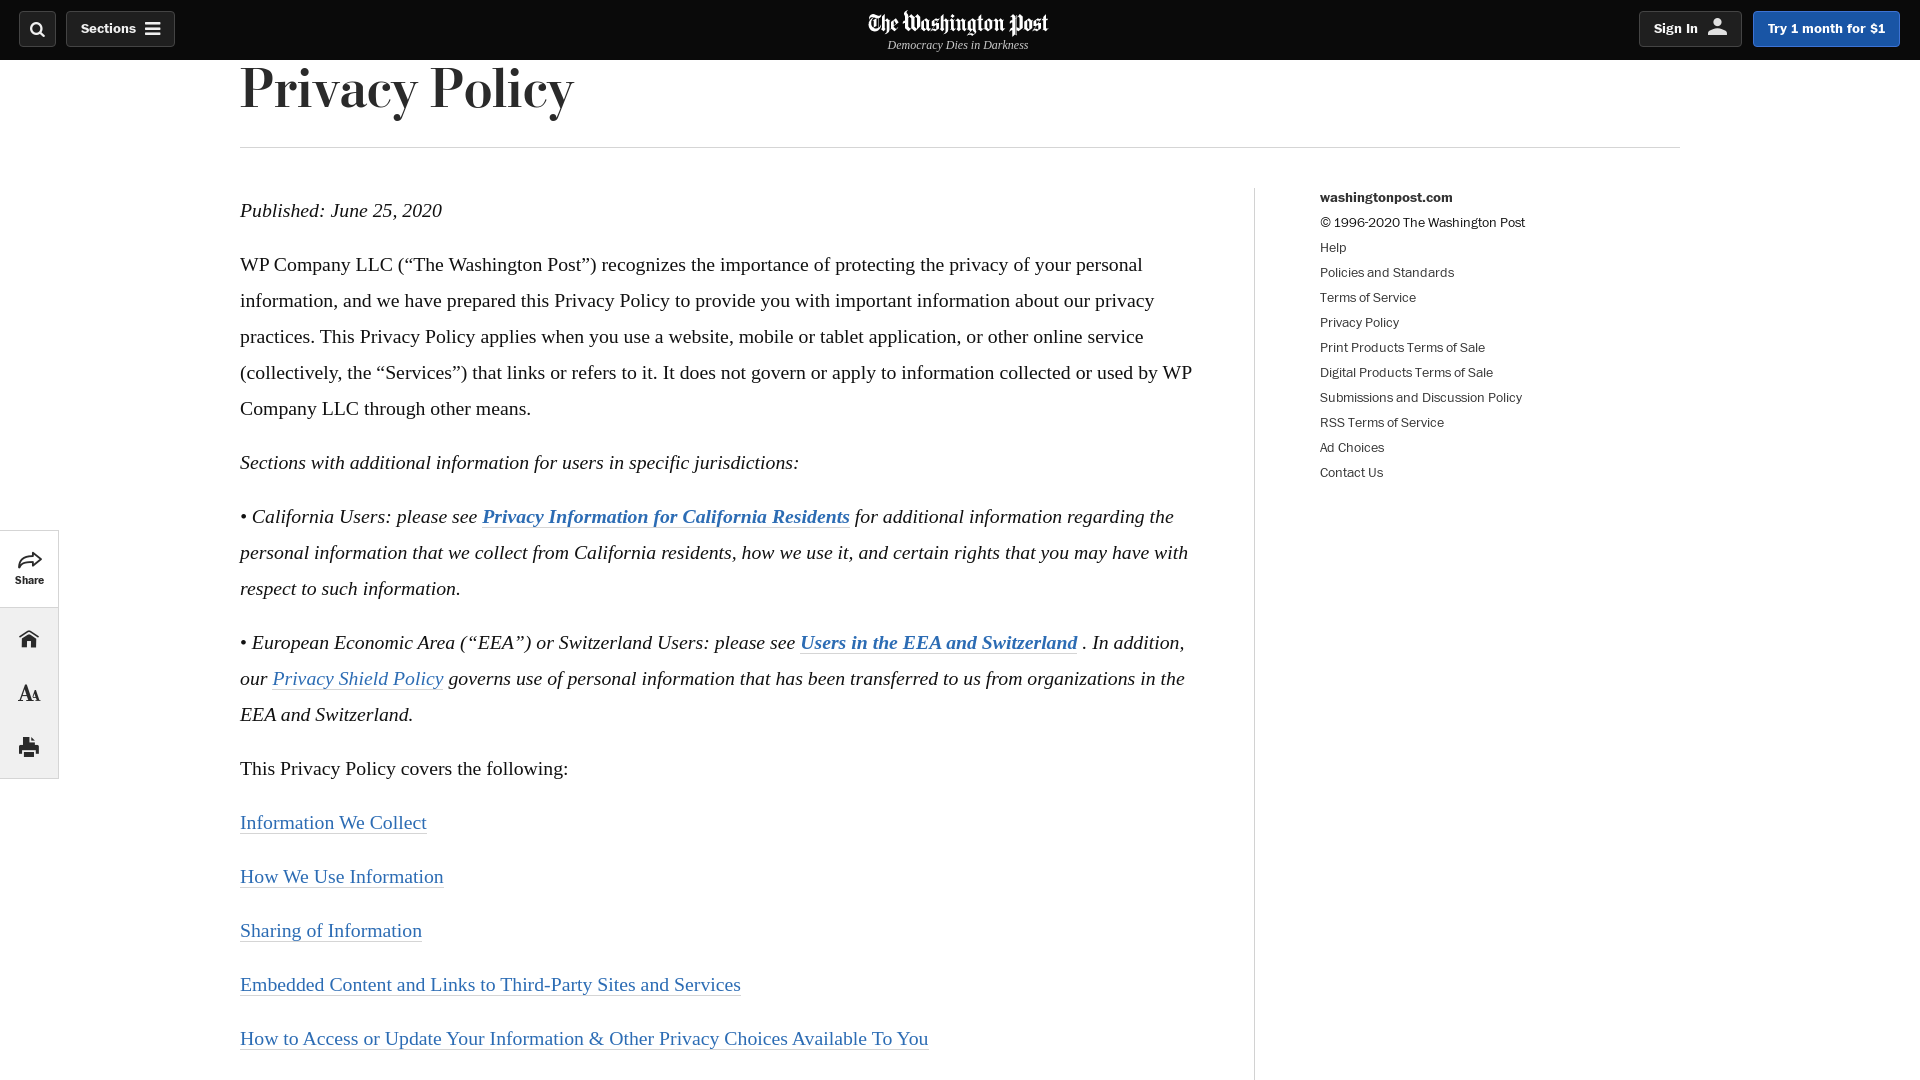 Sections
The Washington Post
Democracy Dies in Darkness
Sign In
Try 1 month for $1
Privacy Policy
Published: June 25, 2020
WP Company LLC (“The Washington Post”) recognizes the importance of protecting the privacy of your personal
information, and we have prepared this Privacy Policy to provide you with important information about our privacy
practices. This Privacy Policy applies when you use a website, mobile or tablet application, or other online service
(collectively, the “Services”) that links or refers to it. It does not govern or apply to information collected or used by WP
Company LLC through other means.
Sections with additional information for users in specific jurisdictions:
• California Users: please see Privacy Information for California Residents for additional information regarding the
personal information that we collect from California residents, how we use it, and certain rights that you may have with
respect to such information.
• European Economic Area (“EEA”) or Switzerland Users: please see Users in the EEA and Switzerland . In addition,
our Privacy Shield Policy governs use of personal information that has been transferred to us from organizations in the
EEA and Switzerland.
This Privacy Policy covers the following:
Information We Collect
How We Use Information
Sharing of Information
Embedded Content and Links to Third-Party Sites and Services
How to Access or Update Your Information & Other Privacy Choices Available To You
washingtonpost.com
© 1996-2020 The Washington Post
Help
Policies and Standards
Terms of Service
Privacy Policy
Print Products Terms of Sale
Digital Products Terms of Sale
Submissions and Discussion Policy
RSS Terms of Service
Ad Choices
Contact Us
Share
AA